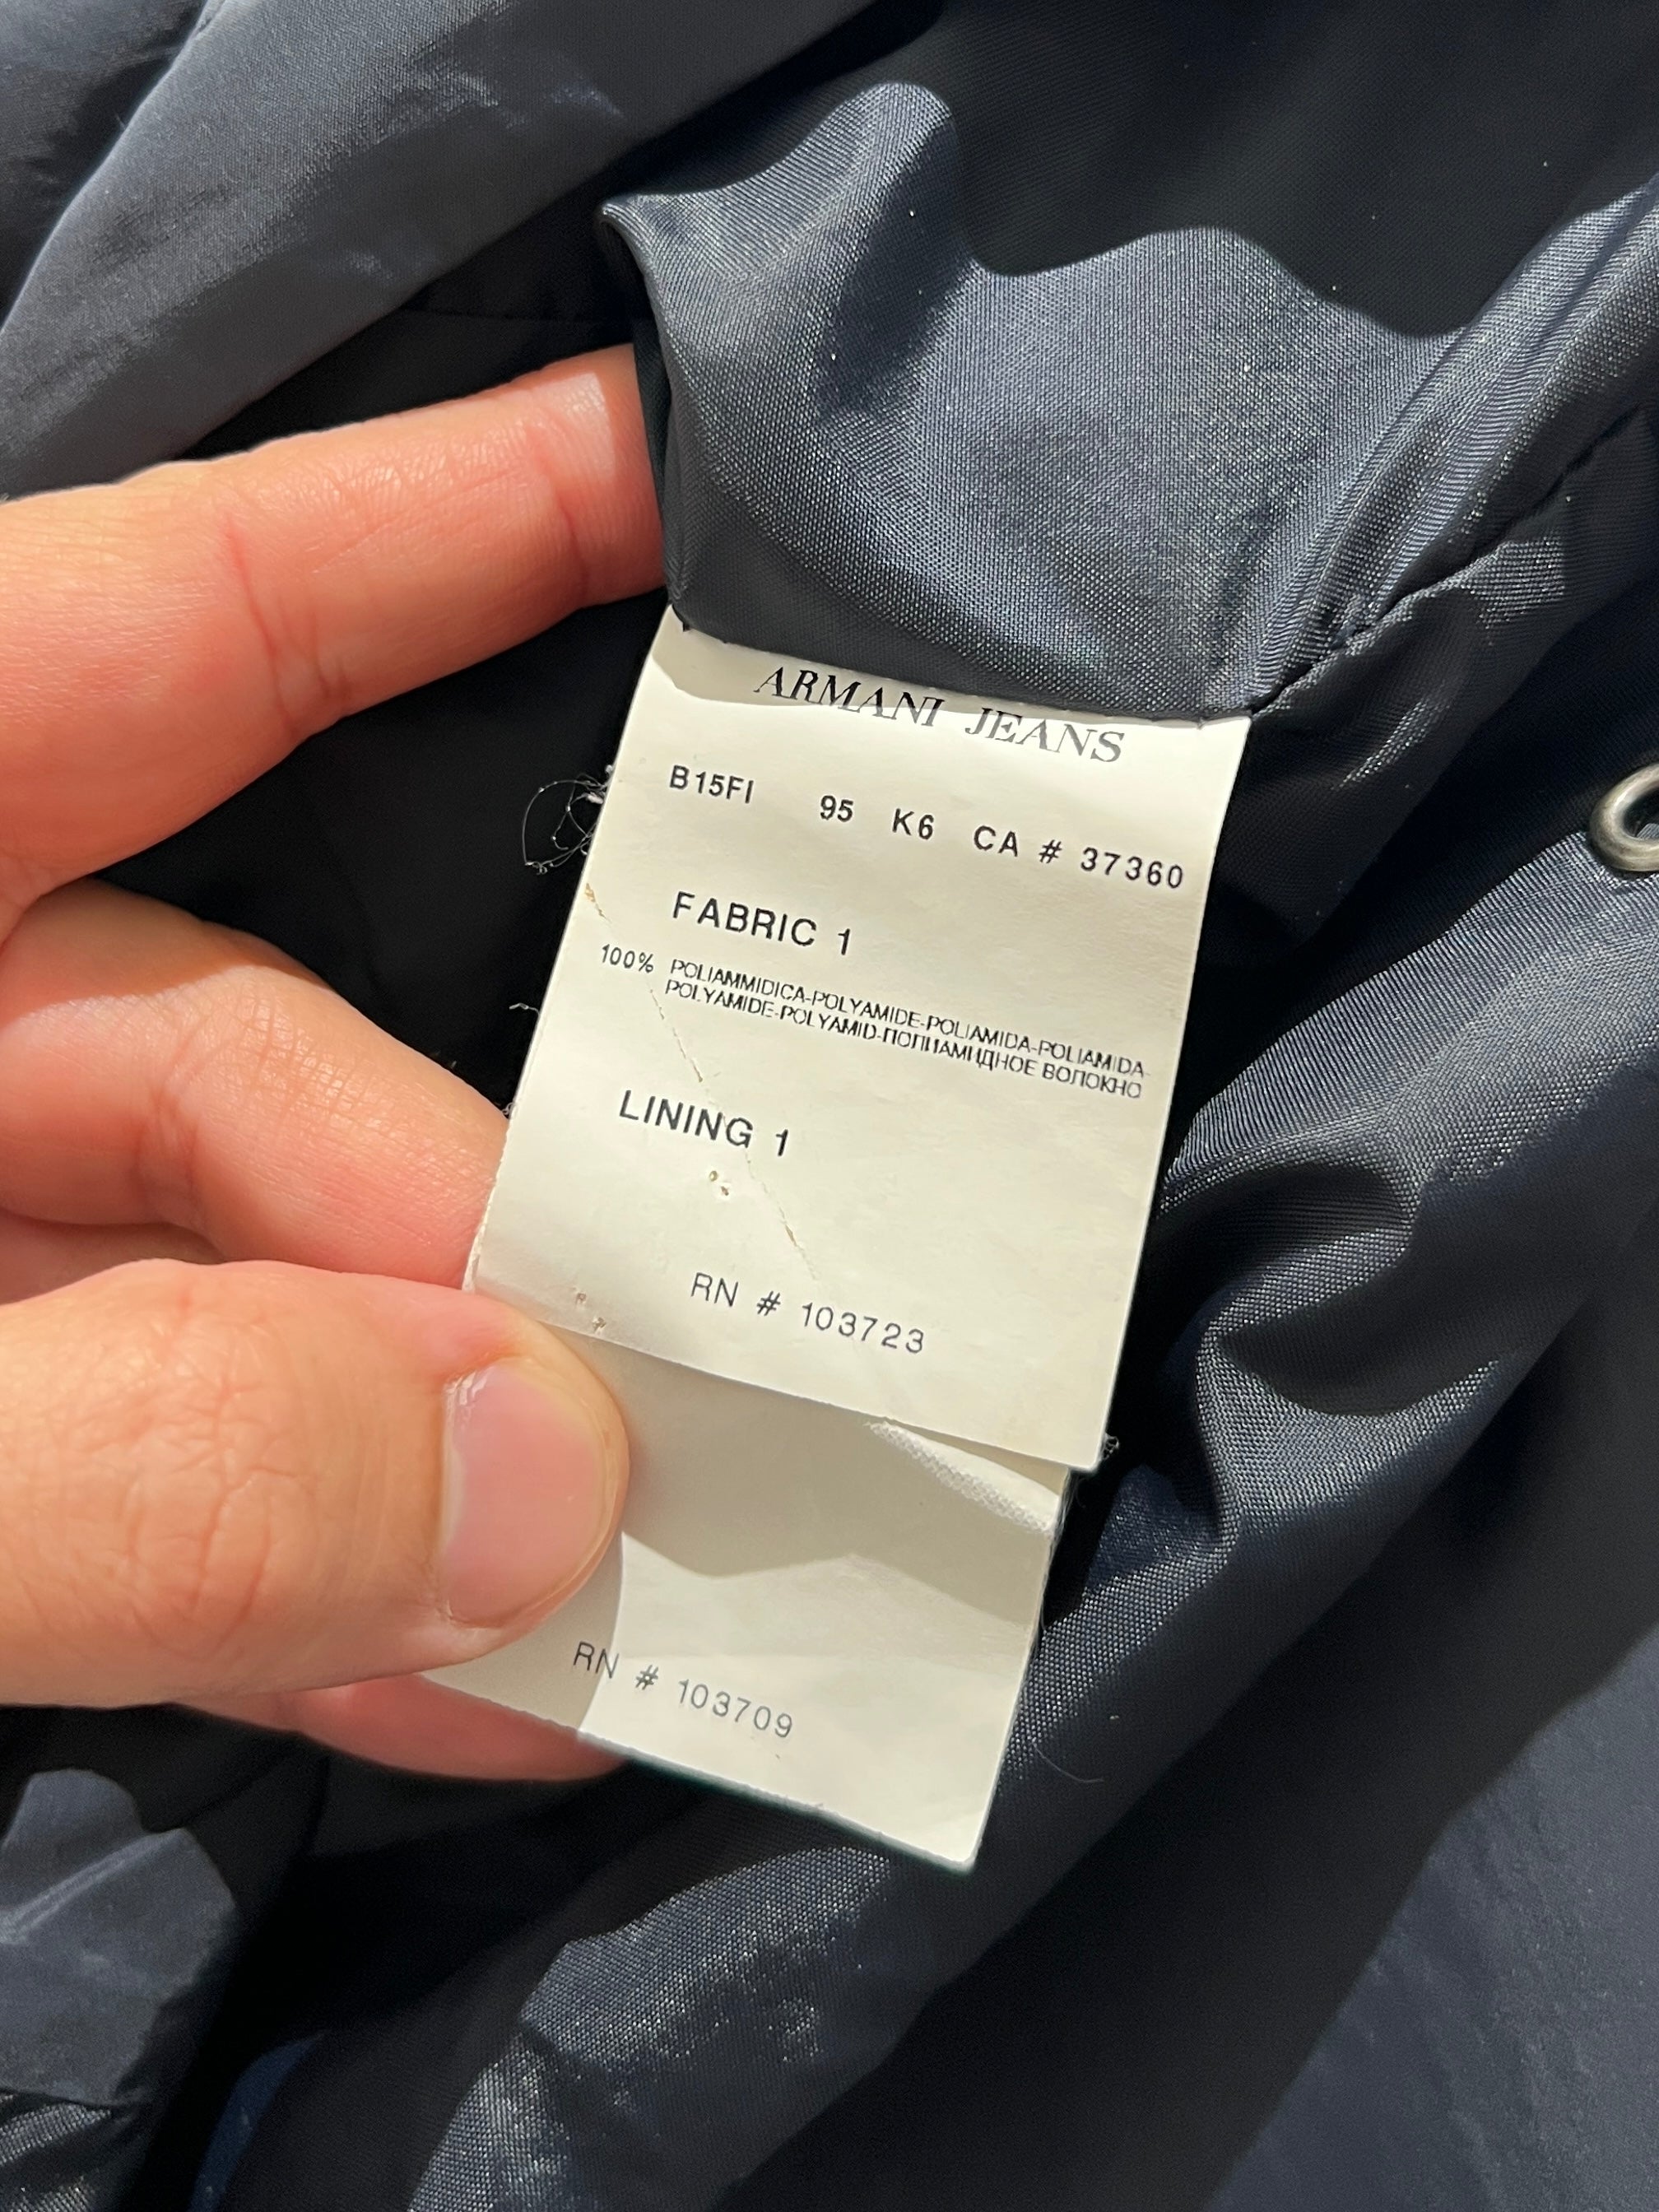 ARMANI JEANS
B15FI 95 K6 CA # 37360
FABRIC 1
100% POLIAMMIDICA-POLYAMIDE-POLIAMIDA-POLIAMIDA-
POLYAMIDE-POLYAMID-ПОЛИАМИДНОЕ ВОЛОКНО
LINING 1
RN # 103723
RN # 103709